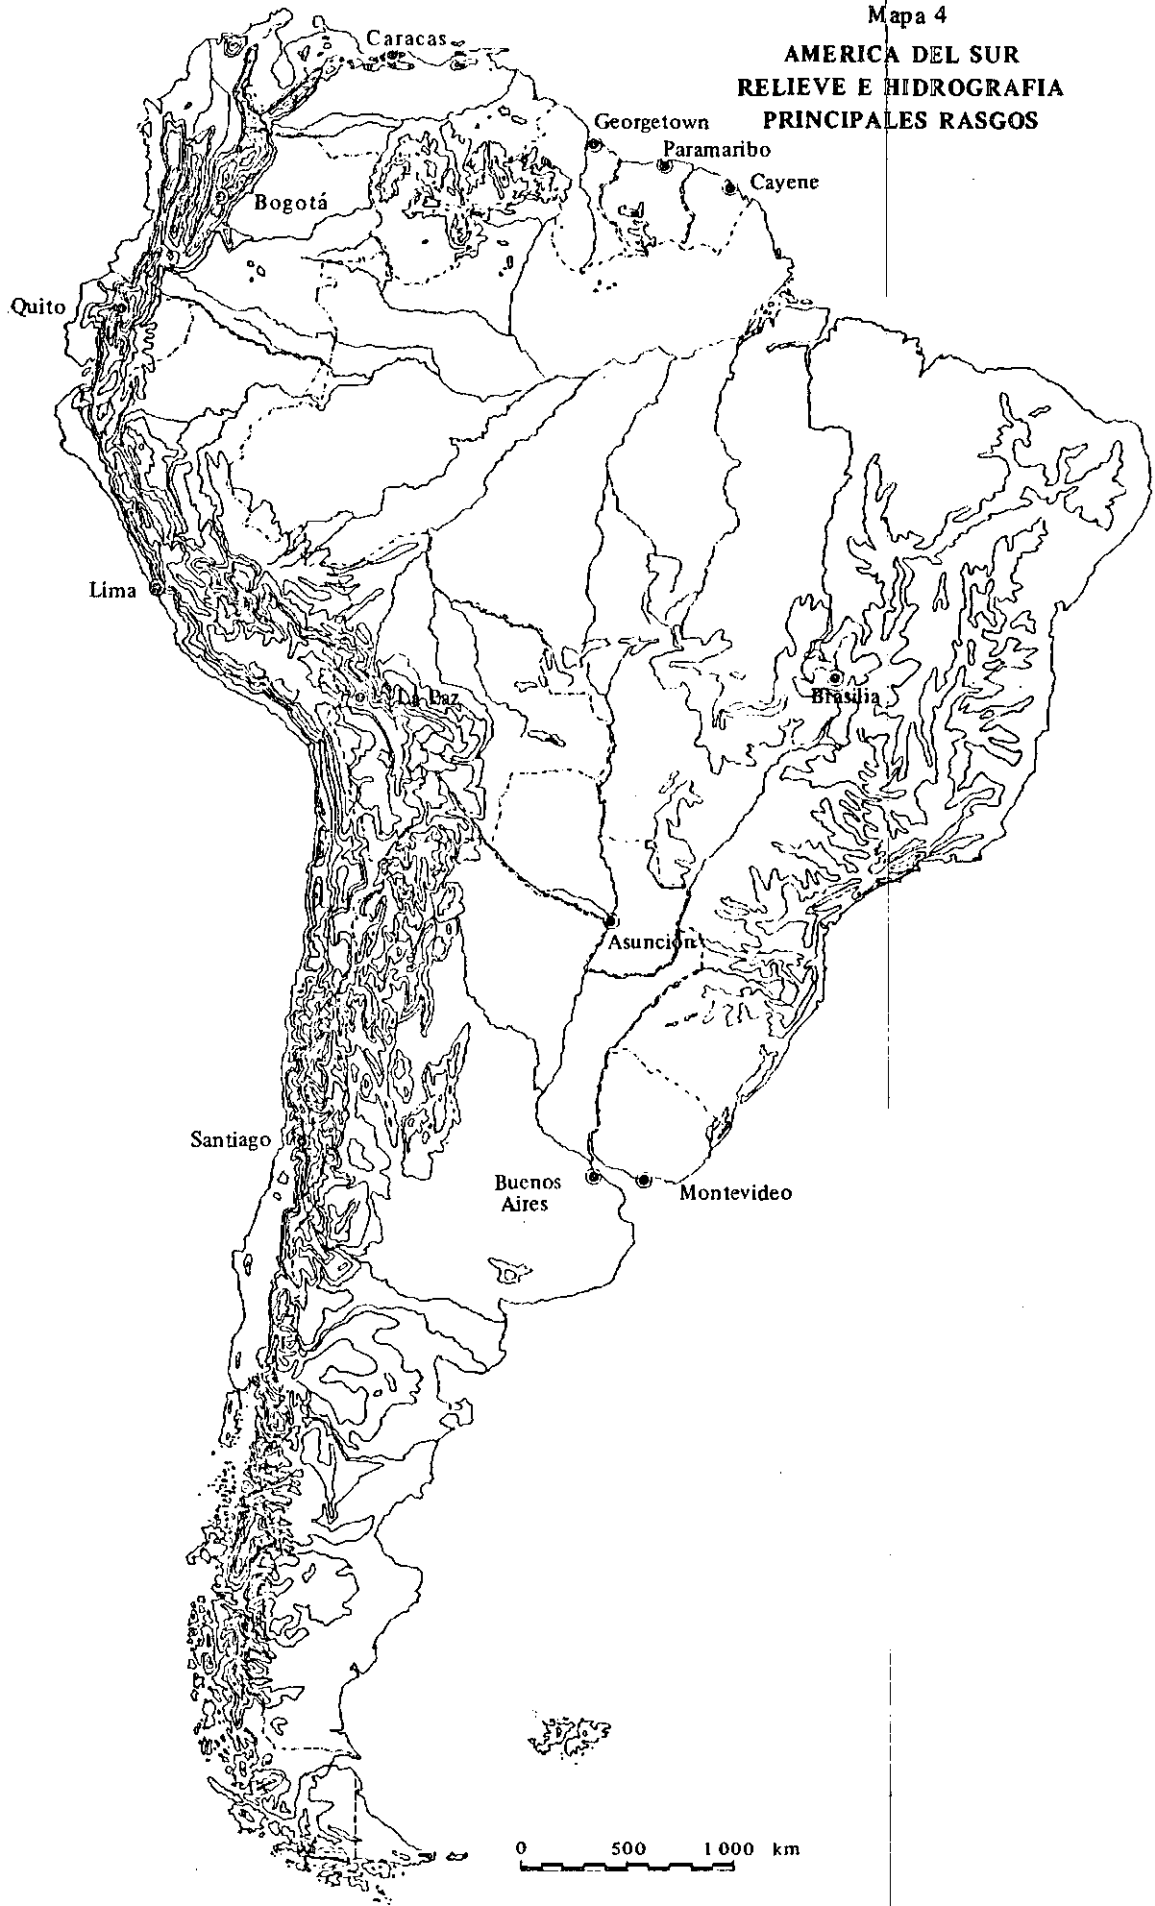 Mapa 4
AMERICA DEL SUR
RELIEVE E HIDROGRAFIA
PRINCIPALES RASGOS
Caracas
Georgetown
Paramaribo
Cayene
Bogotá
Quito
Lima
La Paz
Brasilia
Asunción
Santiago
Buenos
Aires
Montevideo
0 500 1 000 km